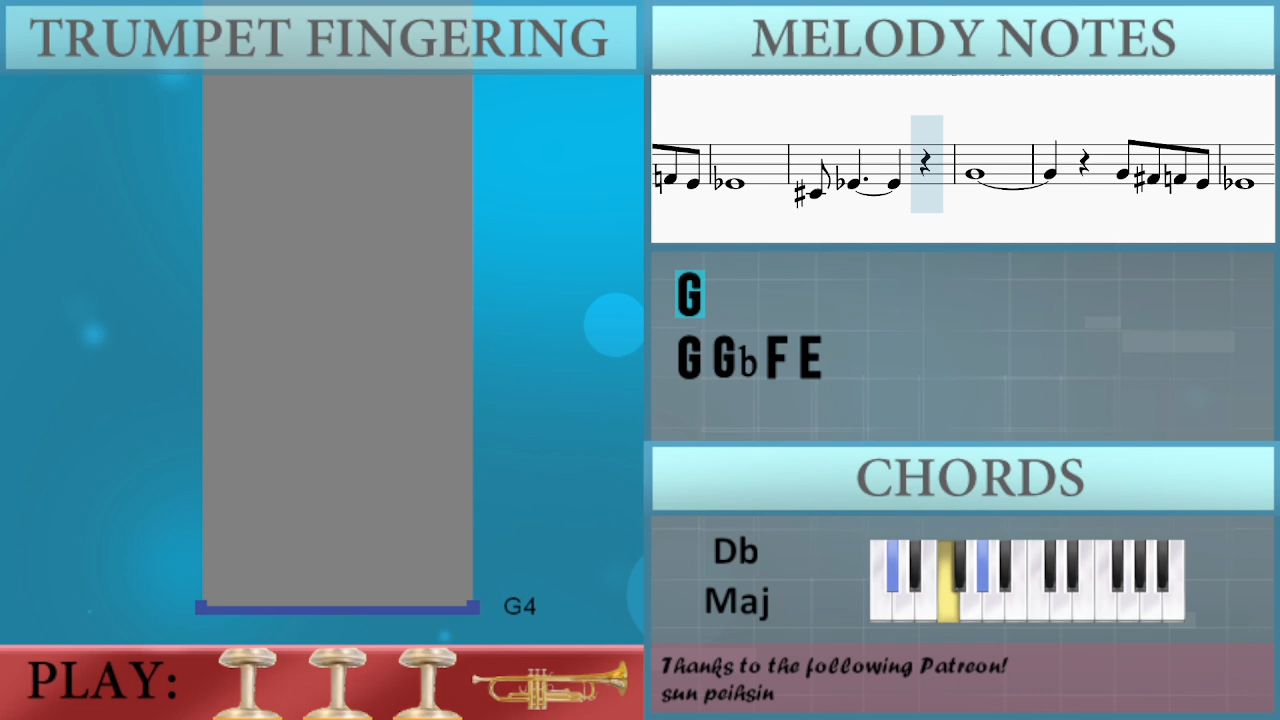 TRUMPET FINGERING
MELODY NOTES
G
G Gb F E
CHORDS
Db
Maj
G4
PLAY:
Thanks to the following Patreon!
sun peihsin